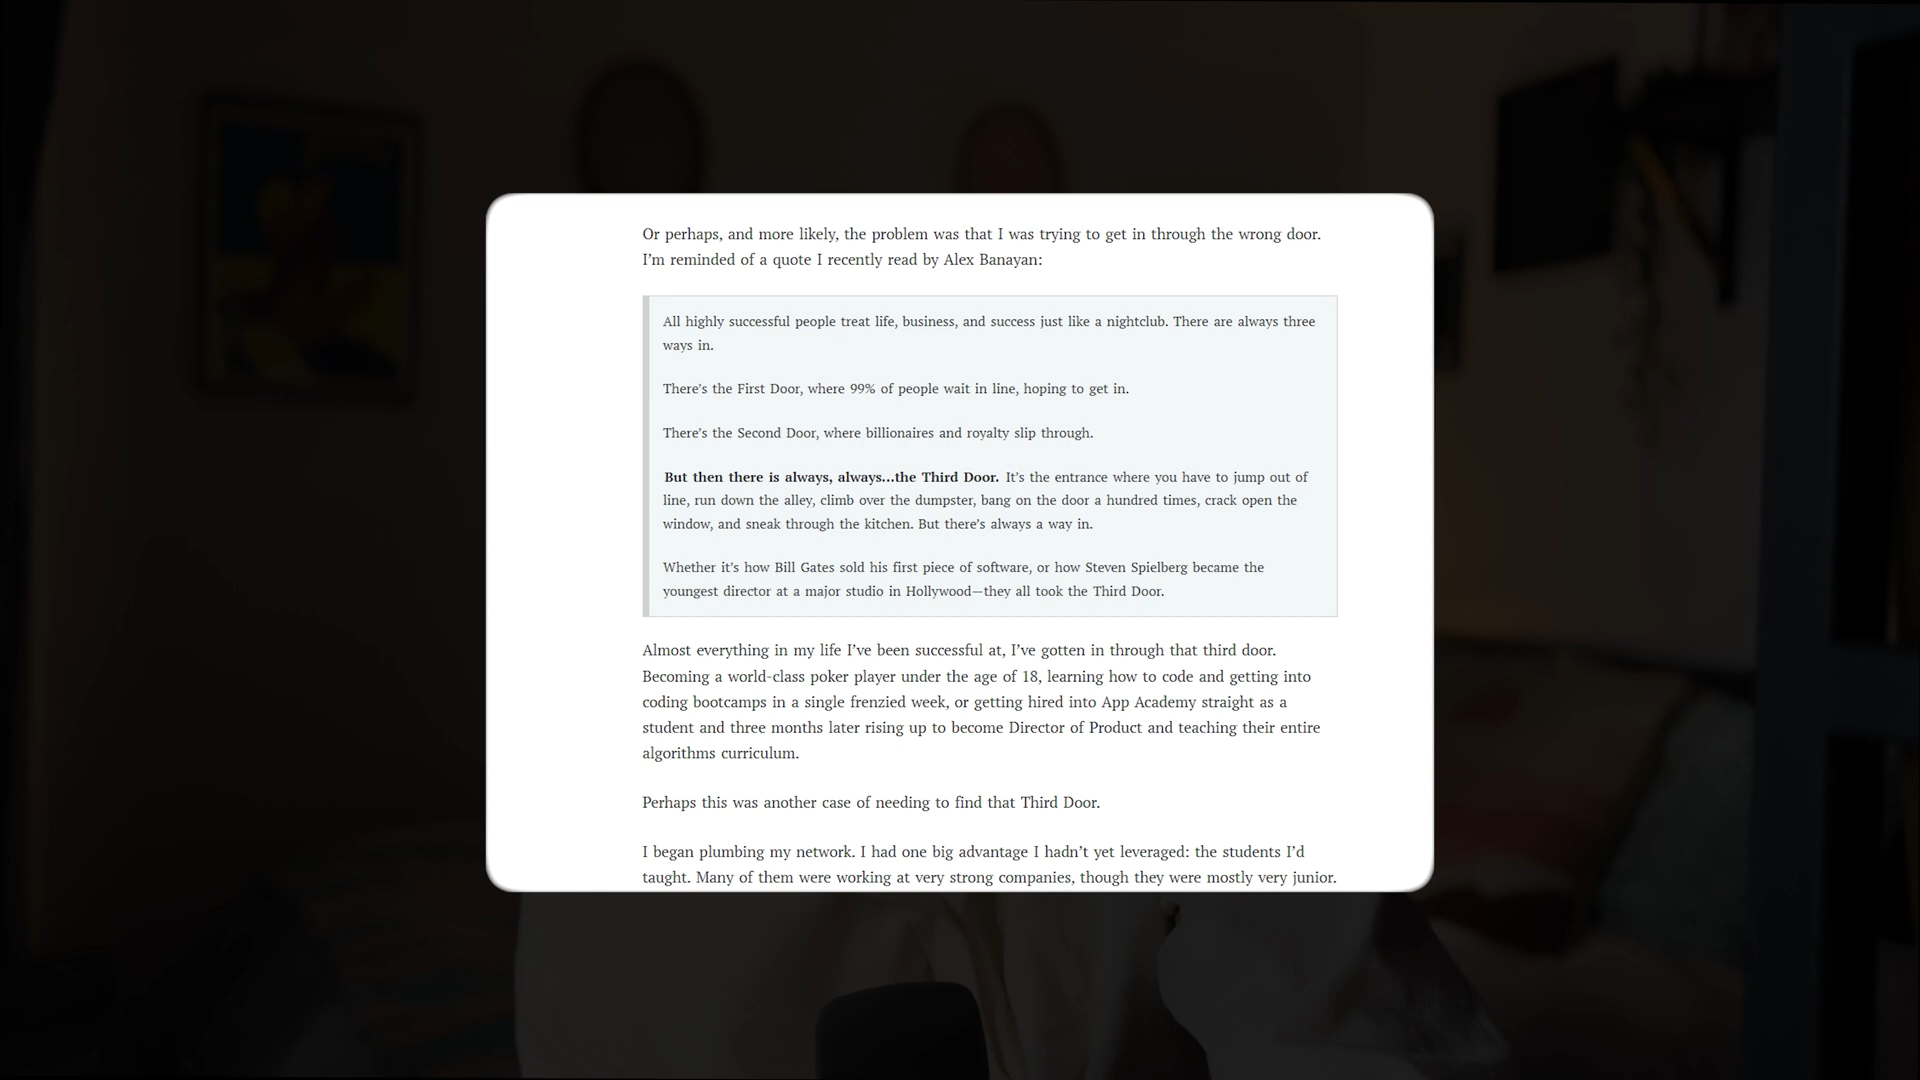 Or perhaps, and more likely, the problem was that I was trying to get in through the wrong door.
I’m reminded of a quote I recently read by Alex Banayan:
All highly successful people treat life, business, and success just like a nightclub. There are always three
ways in.
There’s the First Door, where 99% of people wait in line, hoping to get in.
There’s the Second Door, where billionaires and royalty slip through.
But then there is always, always…the Third Door. It’s the entrance where you have to jump out of
line, run down the alley, climb over the dumpster, bang on the door a hundred times, crack open the
window, and sneak through the kitchen. But there’s always a way in.
Whether it’s how Bill Gates sold his first piece of software, or how Steven Spielberg became the
youngest director at a major studio in Hollywood—they all took the Third Door.
Almost everything in my life I’ve been successful at, I’ve gotten in through that third door.
Becoming a world-class poker player under the age of 18, learning how to code and getting into
coding bootcamps in a single frenzied week, or getting hired into App Academy straight as a
student and three months later rising up to become Director of Product and teaching their entire
algorithms curriculum.
Perhaps this was another case of needing to find that Third Door.
I began plumbing my network. I had one big advantage I hadn’t yet leveraged: the students I’d
taught. Many of them were working at very strong companies, though they were mostly very junior.